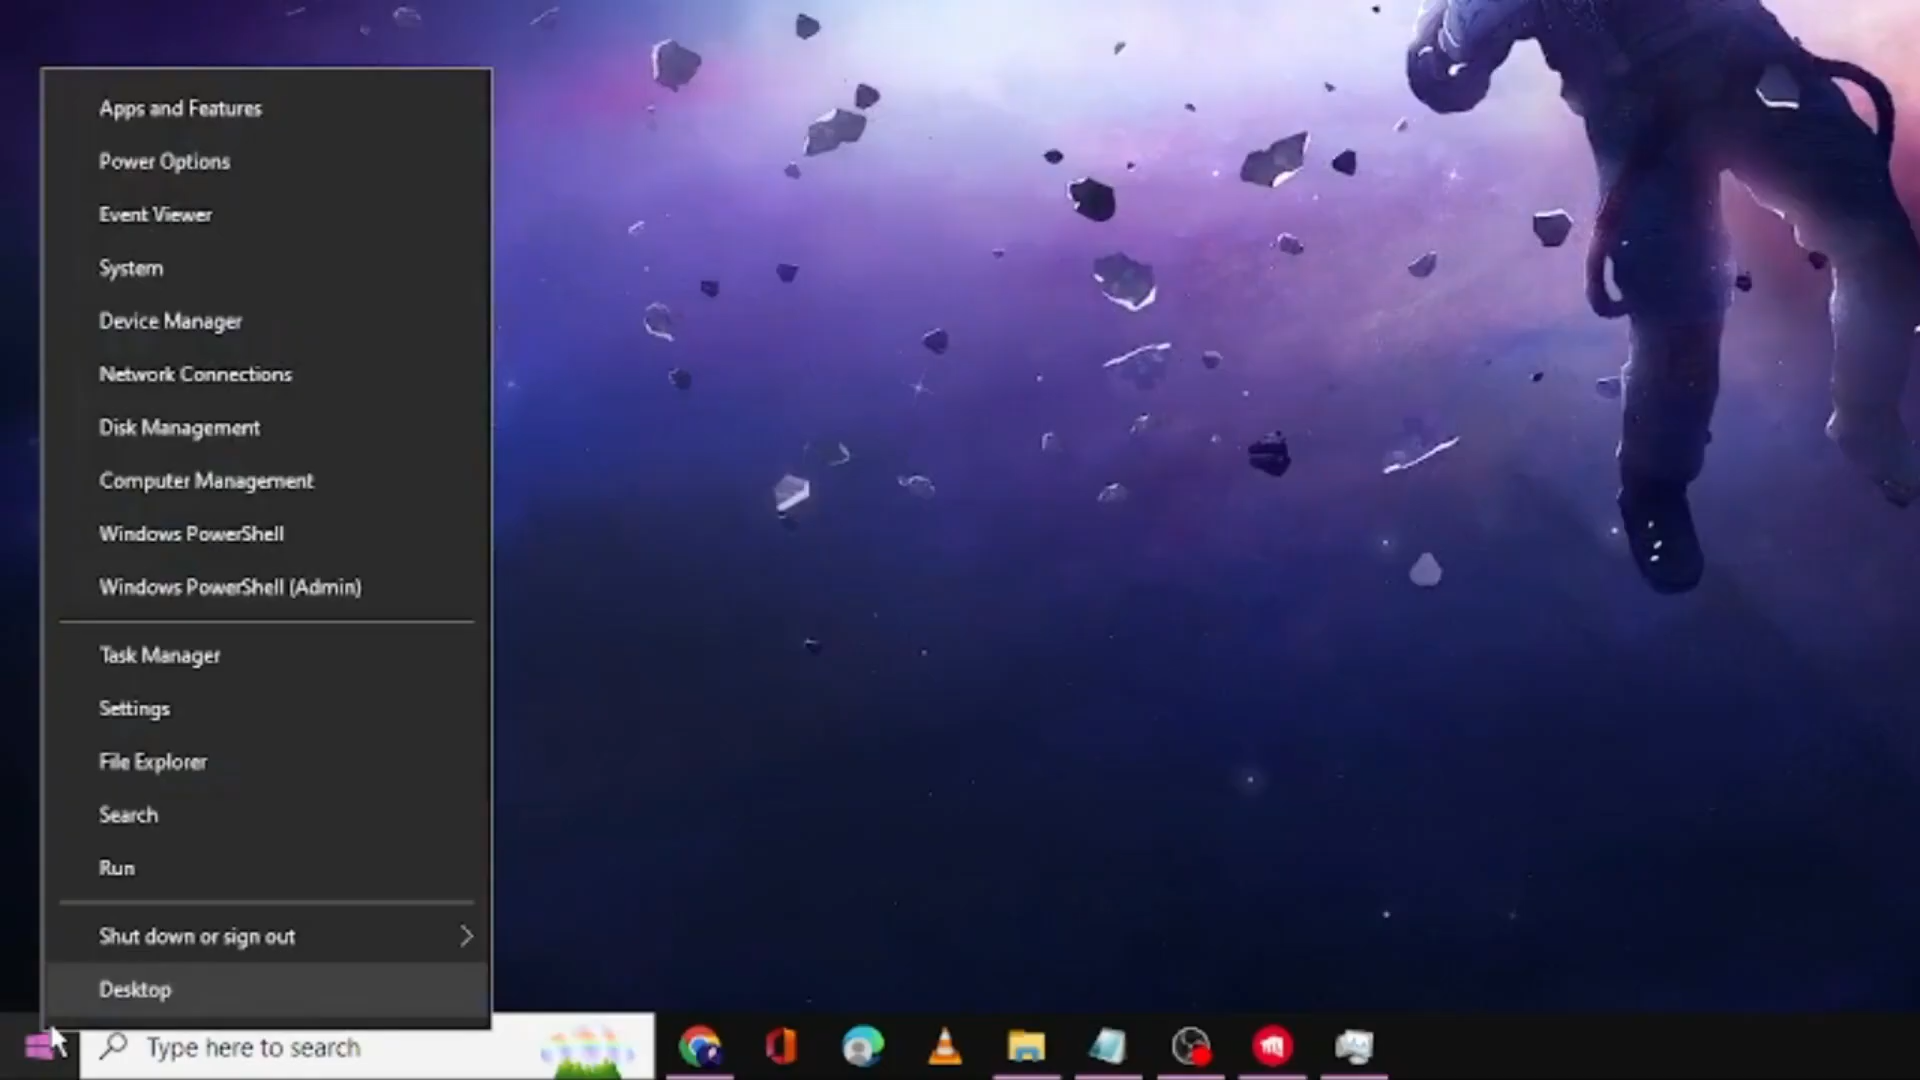 Apps and Features
Power Options
Event Viewer
System
Device Manager
Network Connections
Disk Management
Computer Management
Windows PowerShell
Windows PowerShell (Admin)
Task Manager
Settings
File Explorer
Search
Run
Shut down or sign out
Desktop
Type here to search